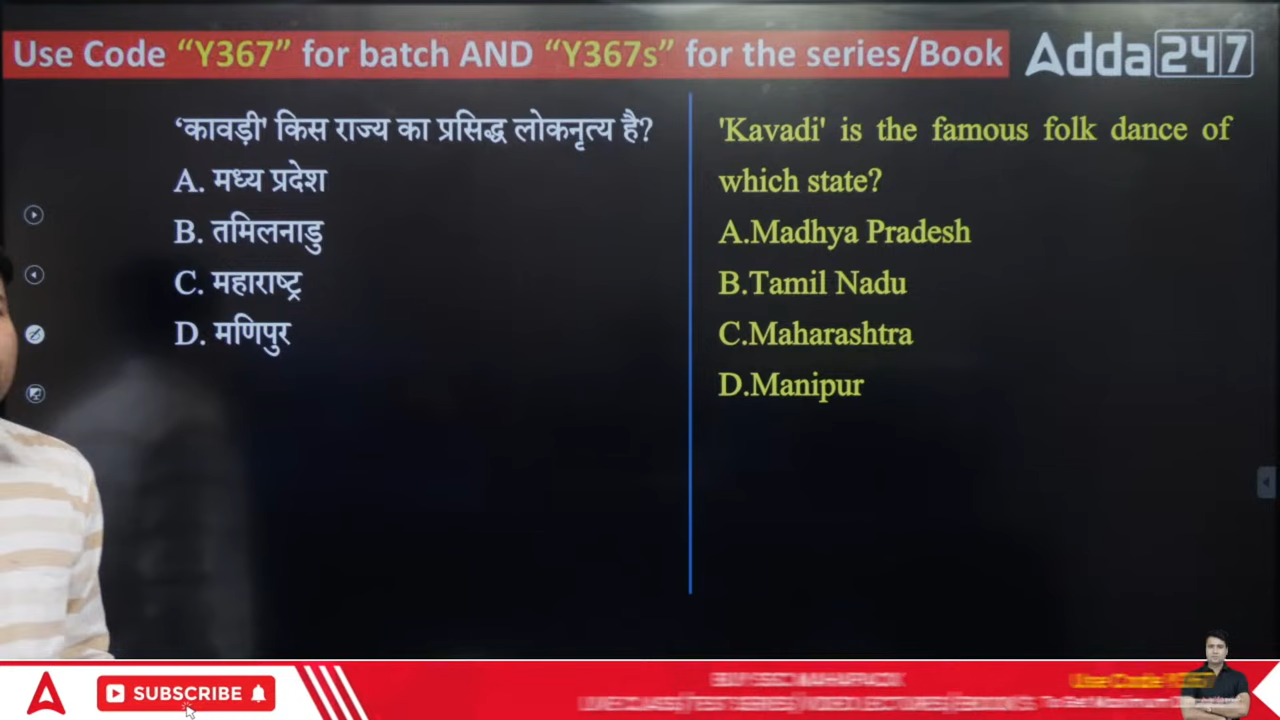 Use Code “Y367” for batch AND “Y367s” for the series/Book
Adda247
‘कावड़ी' किस राज्य का प्रसिद्ध लोकनृत्य है?
A. मध्य प्रदेश
B. तमिलनाडु
C. महाराष्ट्र
D. मणिपुर
'Kavadi' is the famous folk dance of
which state?
A.Madhya Pradesh
B.Tamil Nadu
C.Maharashtra
D.Manipur
SUBSCRIBE